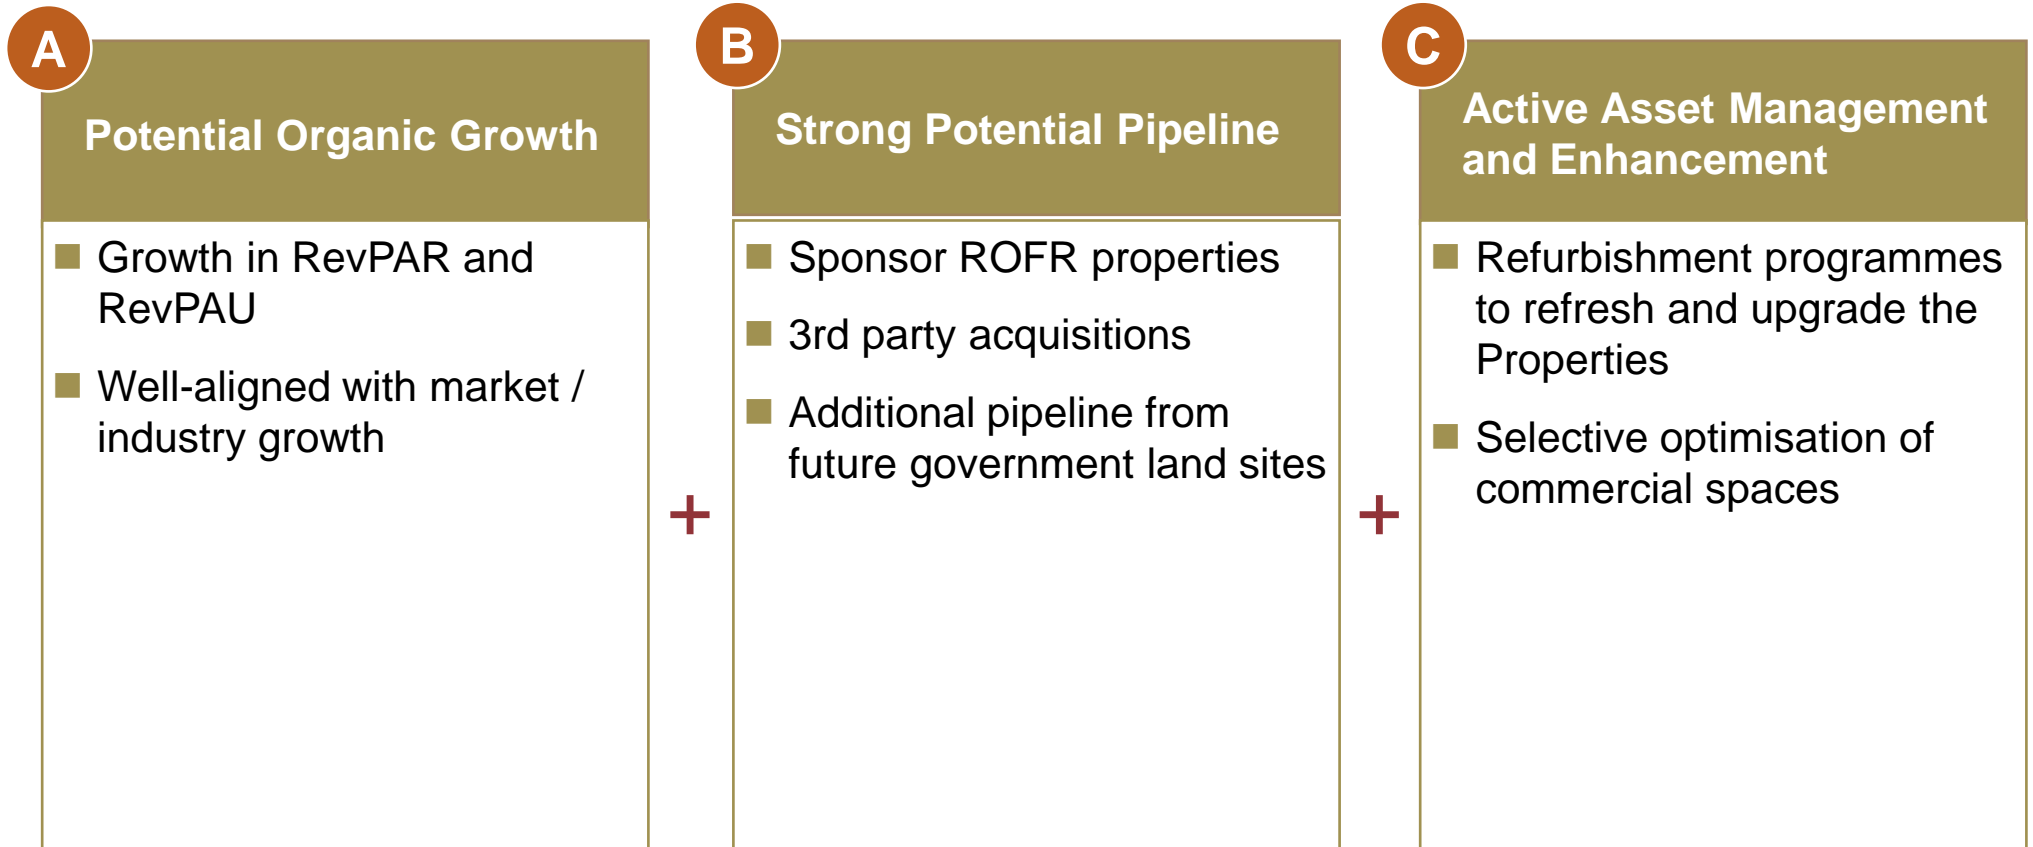 A
Potential Organic Growth
■ Growth in RevPAR and
RevPAU
■ Well-aligned with market /
industry growth
+
B
Strong Potential Pipeline
■ Sponsor ROFR properties
■ 3rd party acquisitions
■ Additional pipeline from
future government land sites
+
C
Active Asset Management
and Enhancement
■ Refurbishment programmes
to refresh and upgrade the
Properties
■ Selective optimisation of
commercial spaces